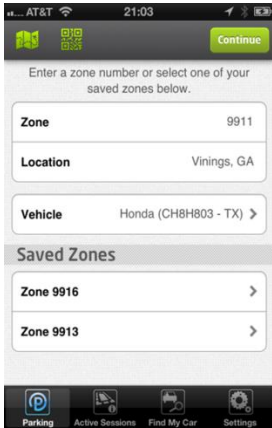 AT&T 21:03
Continue
Enter a zone number or select one of your
saved zones below.
Zone 9911
Location Vinings, GA
Vehicle Honda (CH8H803 - TX)
Saved Zones
Zone 9916
Zone 9913
Parking Active Sessions Find My Car Settings